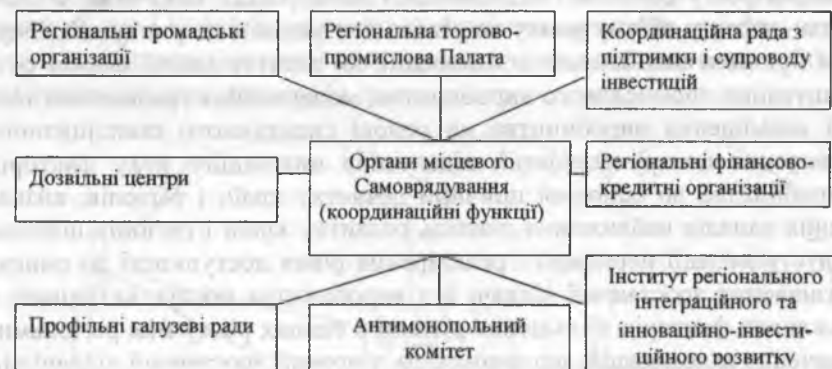 Регіональні громадські
організації
Регіональна торгово-
промислова Палата
Координаційна рада з
підтримки і супроводу
інвестицій
Дозвільні центри
Органи місцевого
Самоврядування
(координаційні функції)
Регіональні фінансово-
кредитні організації
Профільні галузеві ради
Антимонопольний
комітет
Інститут регіонального
інтеграційного та
інноваційно-інвести-
ційного розвитку